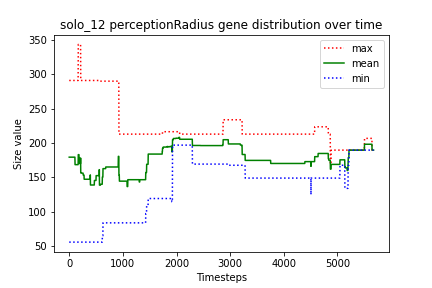 solo_12 perceptionRadius gene distribution over time
350
300
250
200
150
100
50
Size value
max
mean
min
0
1000
2000
3000
4000
5000
Timesteps